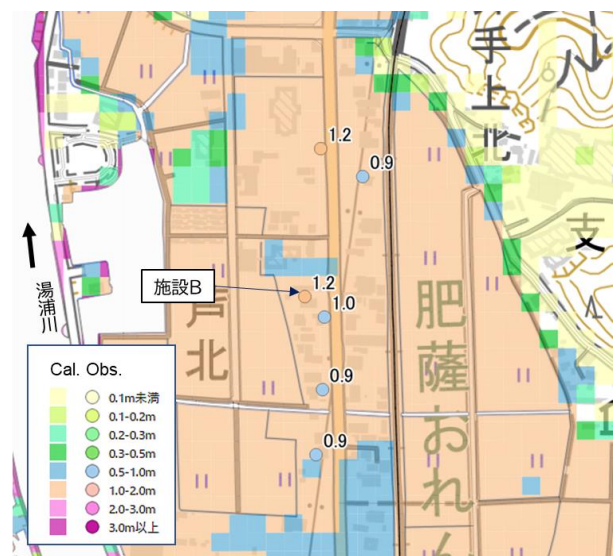 手上北
支
1.2
0.9
施設B
1.2
1.0
湯浦川
芦北
肥薩おれん
0.9
0.9
Cal. Obs.
0.1m未満
0.1-0.2m
0.2-0.3m
0.3-0.5m
0.5-1.0m
1.0-2.0m
2.0-3.0m
3.0m以上